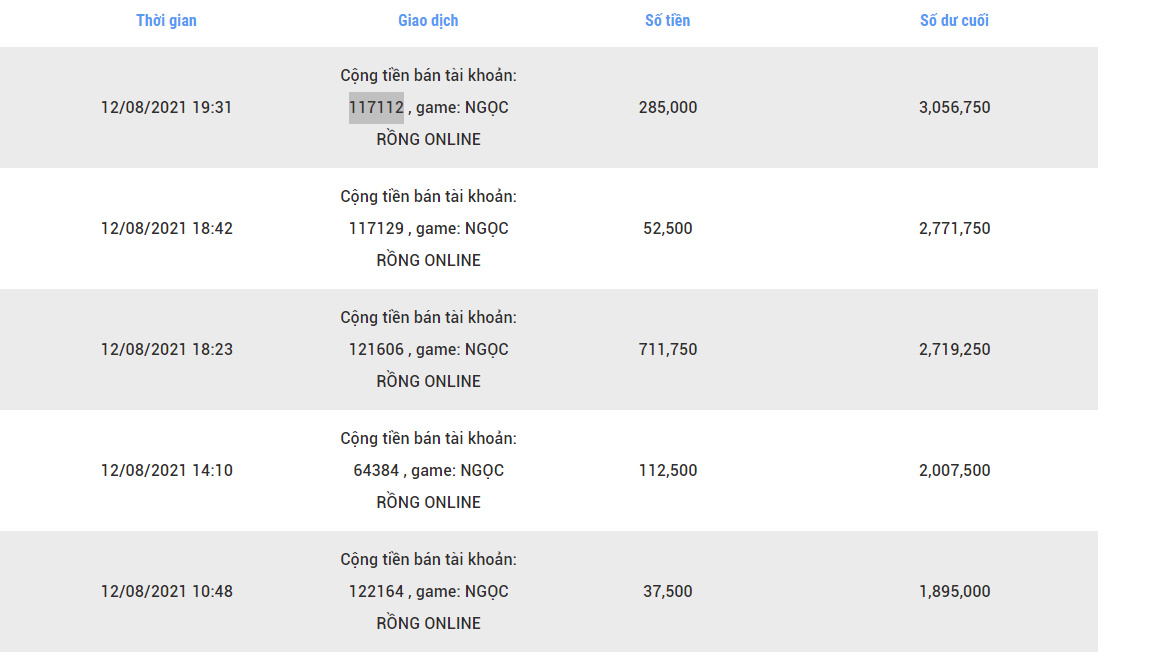 Thời gian Giao dịch Số tiền Số dư cuối
Cộng tiền bán tài khoản:
12/08/2021 19:31 117112 , game: NGỌC 285,000 3,056,750
RỒNG ONLINE
Cộng tiền bán tài khoản:
12/08/2021 18:42 117129 , game: NGỌC 52,500 2,771,750
RỒNG ONLINE
Cộng tiền bán tài khoản:
12/08/2021 18:23 121606 , game: NGỌC 711,750 2,719,250
RỒNG ONLINE
Cộng tiền bán tài khoản:
12/08/2021 14:10 64384 , game: NGỌC 112,500 2,007,500
RỒNG ONLINE
Cộng tiền bán tài khoản:
12/08/2021 10:48 122164 , game: NGỌC 37,500 1,895,000
RỒNG ONLINE